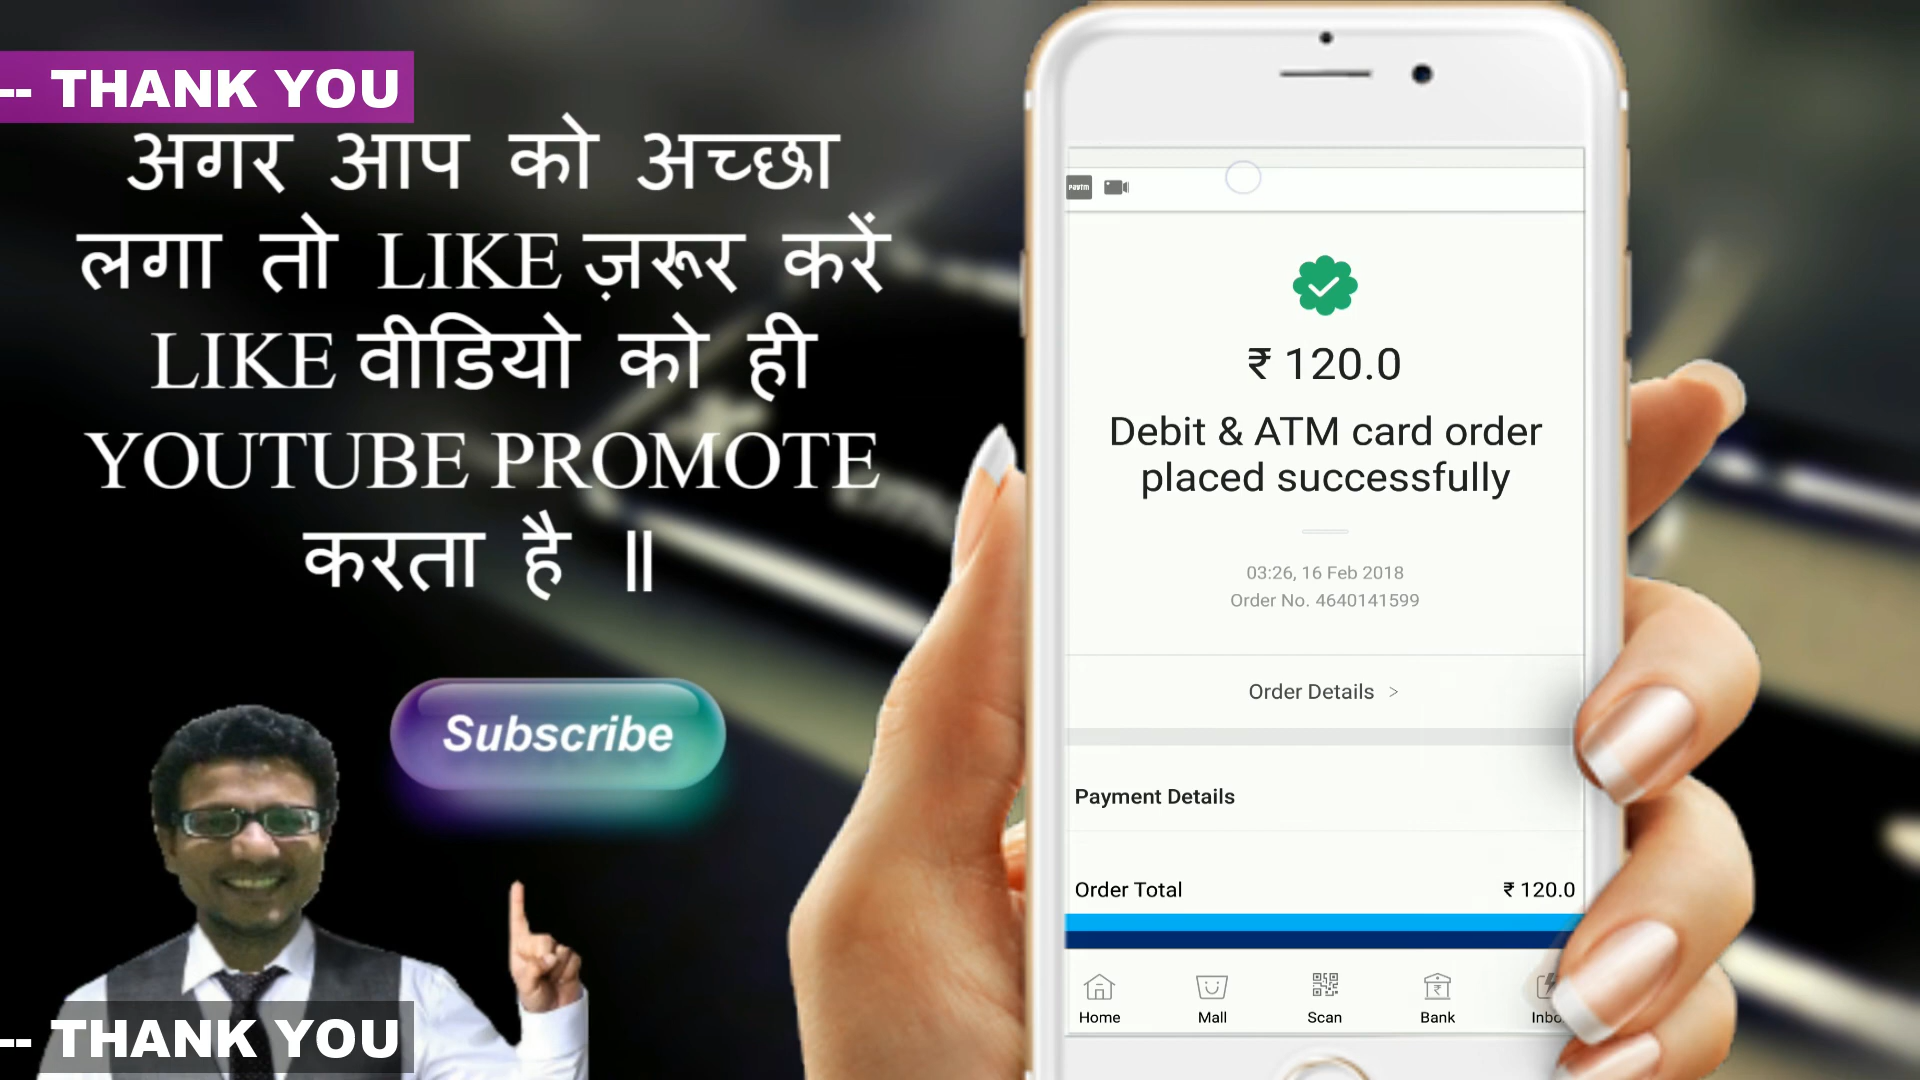 -- THANK YOU
अगर आप को अच्छा
लगा तो LIKE ज़रूर करें
LIKE वीडियो को ही
YOUTUBE PROMOTE
करता है ॥
Subscribe
-- THANK YOU
paytm
₹ 120.0
Debit & ATM card order
placed successfully
03:26, 16 Feb 2018
Order No. 4640141599
Order Details >
Payment Details
Order Total ₹ 120.0
Home Mall Scan Bank Inbo